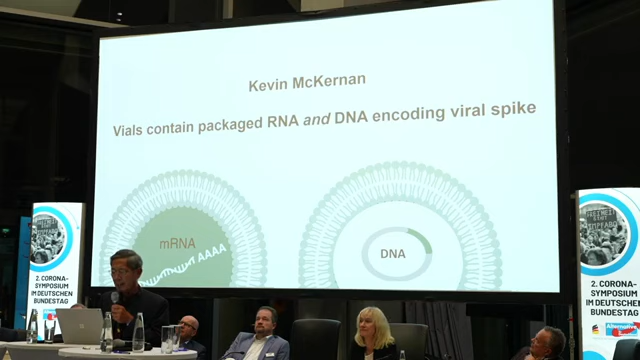 Kevin McKernan
Vials contain packaged RNA and DNA encoding viral spike
mRNA
AAAA
DNA
2. CORONA-
SYMPOSIUM
IM DEUTSCHEN
BUNDESTAG
2. CORONA-
SYMPOSIUM
IM DEUTSCHEN
BUNDESTAG
Alternative